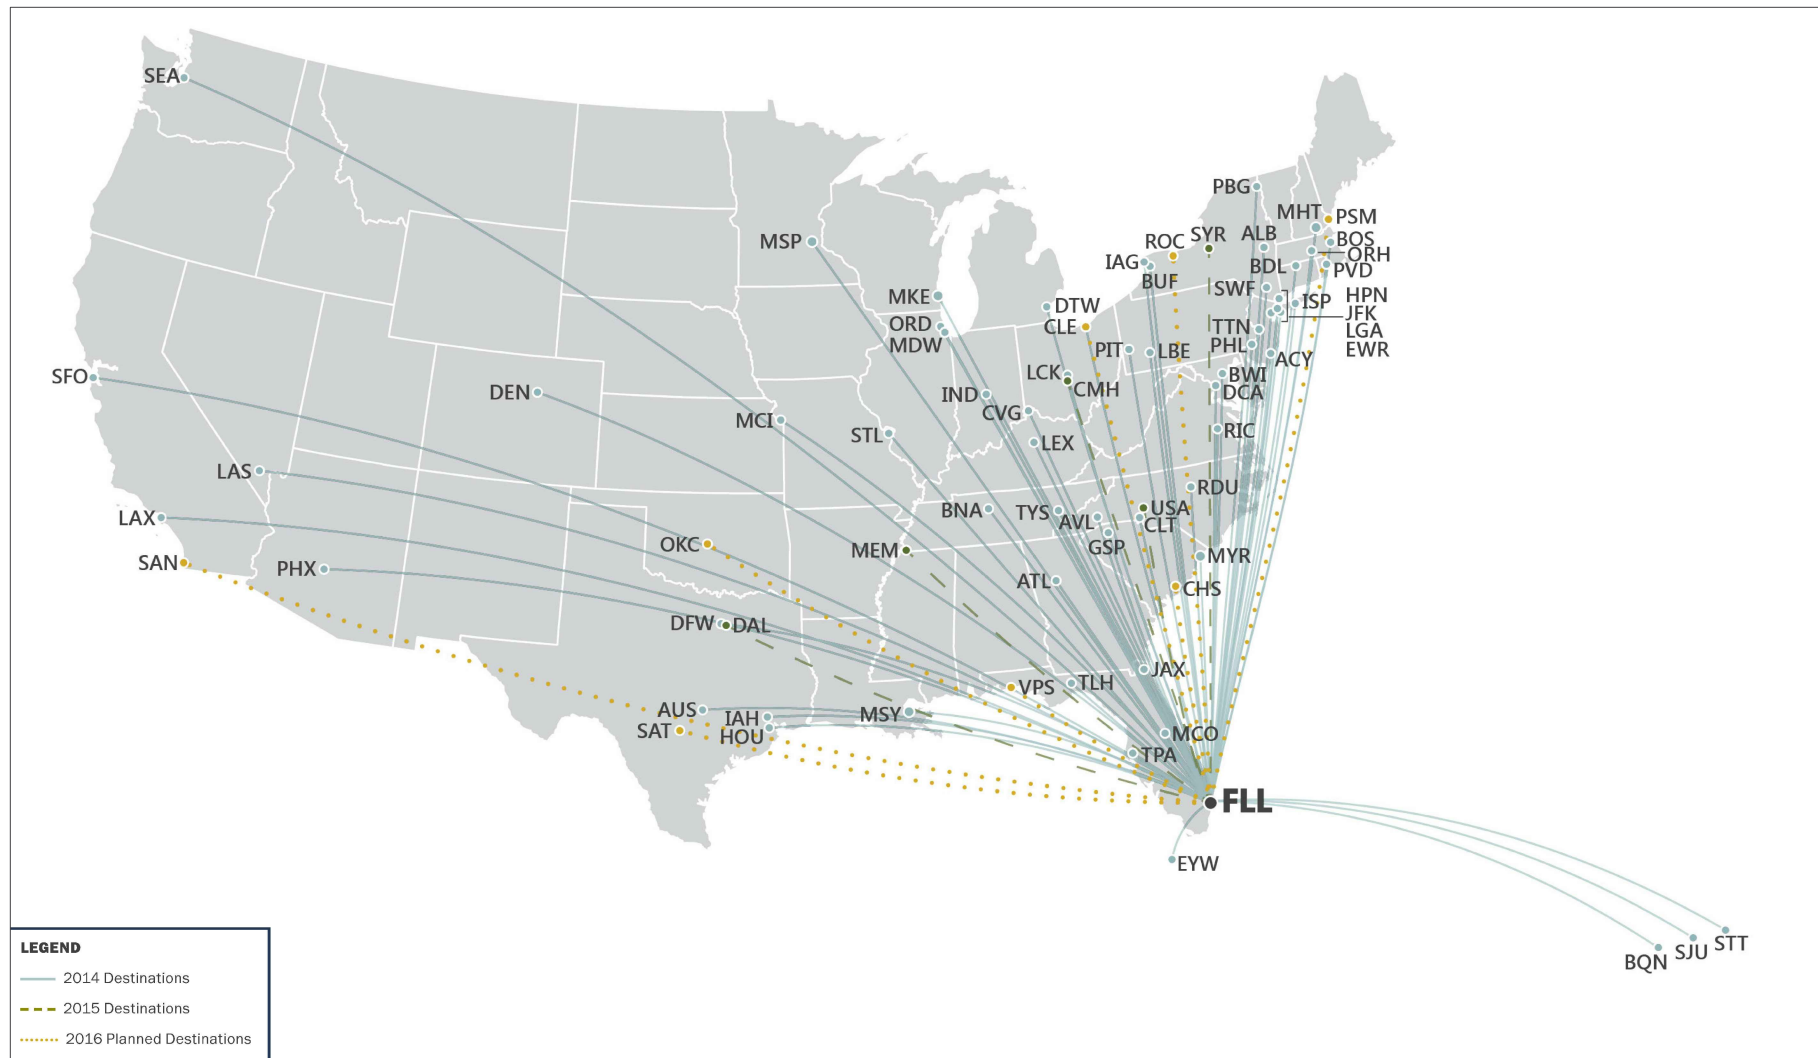 SEA
PBG
MHT
PSM
MSP
ROC
SYR
ALB
BOS
ORH
IAG
BUF
BDL
PVD
SWF
ISP
HPN
JFK
LGA
EWR
MKE
DTW
ORD
MDW
CLE
TTN
PHL
PIT
LBE
ACY
SFO
LCK
CMH
BWI
DCA
DEN
IND
CVG
MCI
STL
LEX
RIC
LAS
RDU
LAX
BNA
TYS
AVL
USA
CLT
GSP
OKC
MEM
MYR
SAN
PHX
ATL
CHS
DFW
DAL
JAX
VPS
TLH
AUS
IAH
MSY
SAT
HOU
MCO
TPA
FLL
EYW
STT
SJU
BQN
LEGEND
2014 Destinations
2015 Destinations
2016 Planned Destinations